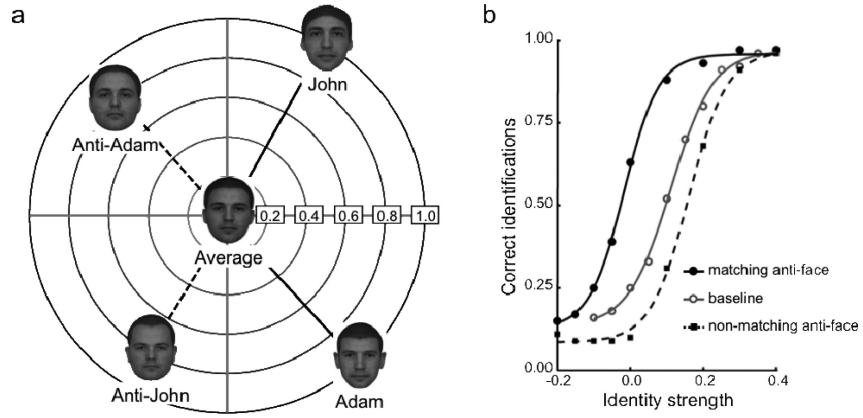 a
John
Anti-Adam
0.2 0.4 0.6 0.8 1.0
Average
Anti-John
Adam
b
Correct identifications
1.00
0.75
0.50
0.25
0.00
matching anti-face
baseline
non-matching anti-face
-0.2 0.0 0.2 0.4
Identity strength